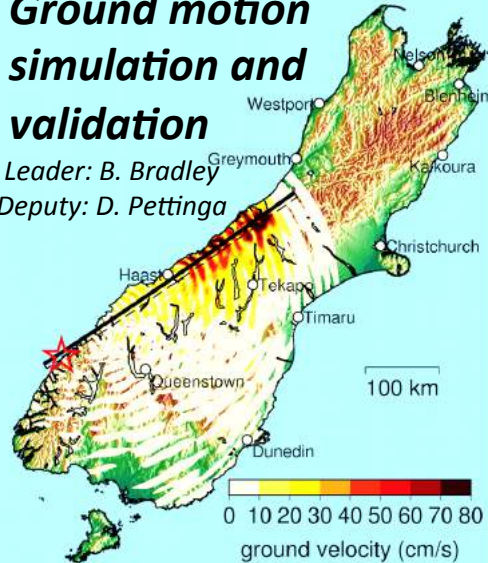 Ground motion
simulation and
validation
Leader: B. Bradley
Deputy: D. Pettinga
Nelson
Blenheim
Westport
Greymouth
Kaikoura
Christchurch
Haast
Tekapo
Timaru
Queenstown
100 km
Dunedin
0 10 20 30 40 50 60 70 80
ground velocity (cm/s)